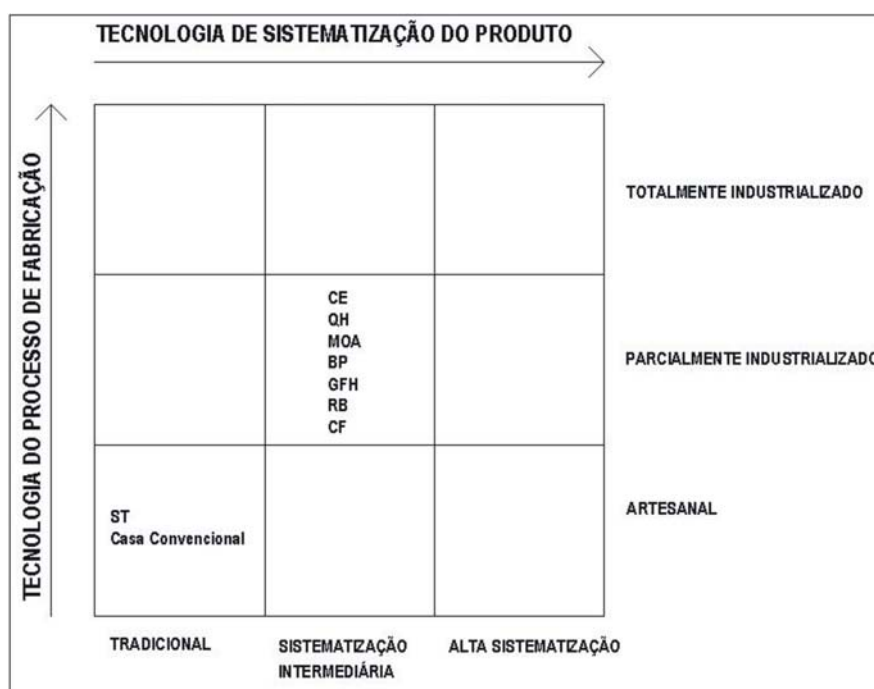 TECNOLOGIA DE SISTEMATIZAÇÃO DO PRODUTO
TECNOLOGIA DO PROCESSO DE FABRICAÇÃO
TOTALMENTE INDUSTRIALIZADO
CE
QH
MOA
BP
GFH
RB
CF
PARCIALMENTE INDUSTRIALIZADO
ST
Casa Convencional
ARTESANAL
TRADICIONAL
SISTEMATIZAÇÃO
INTERMEDIÁRIA
ALTA SISTEMATIZAÇÃO